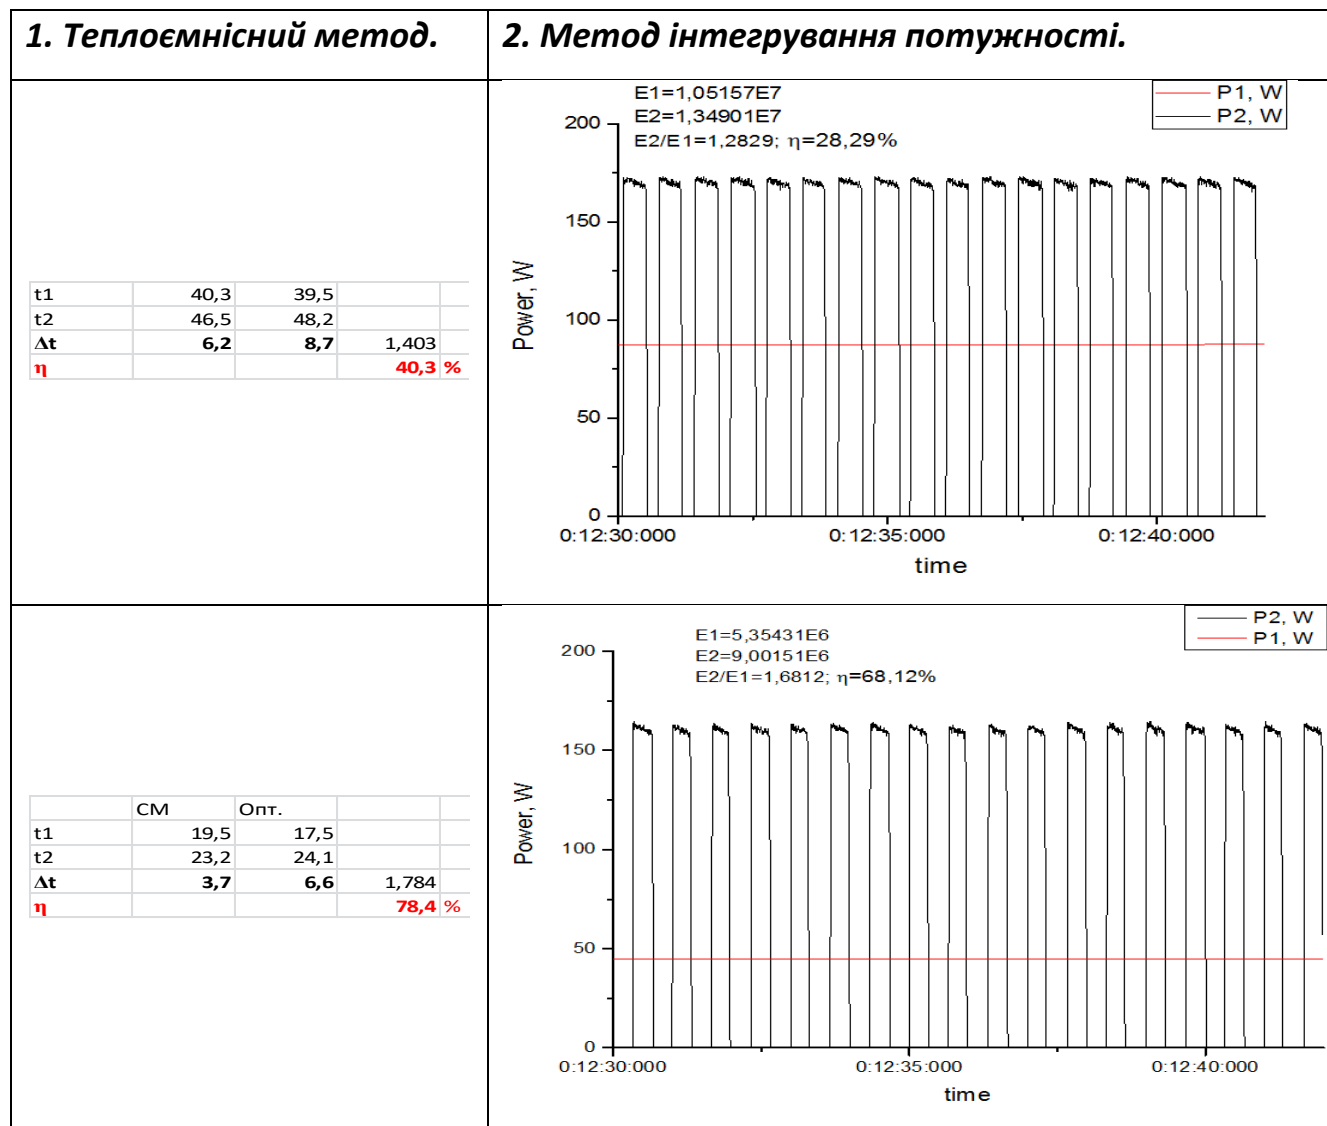 1. Теплоємнісний метод.
2. Метод інтегрування потужності.
t1 40,3 39,5
t2 46,5 48,2
Δt 6,2 8,7 1,403
η 40,3 %
E1=1,05157E7
E2=1,34901E7
E2/E1=1,2829; η=28,29%
P1, W
P2, W
200
150
100
50
0
Power, W
0:12:30:000 0:12:35:000 0:12:40:000
time
СМ Опт.
t1 19,5 17,5
t2 23,2 24,1
Δt 3,7 6,6 1,784
η 78,4 %
E1=5,35431E6
E2=9,00151E6
E2/E1=1,6812; η=68,12%
P2, W
P1, W
200
150
100
50
0
Power, W
0:12:30:000 0:12:35:000 0:12:40:000
time